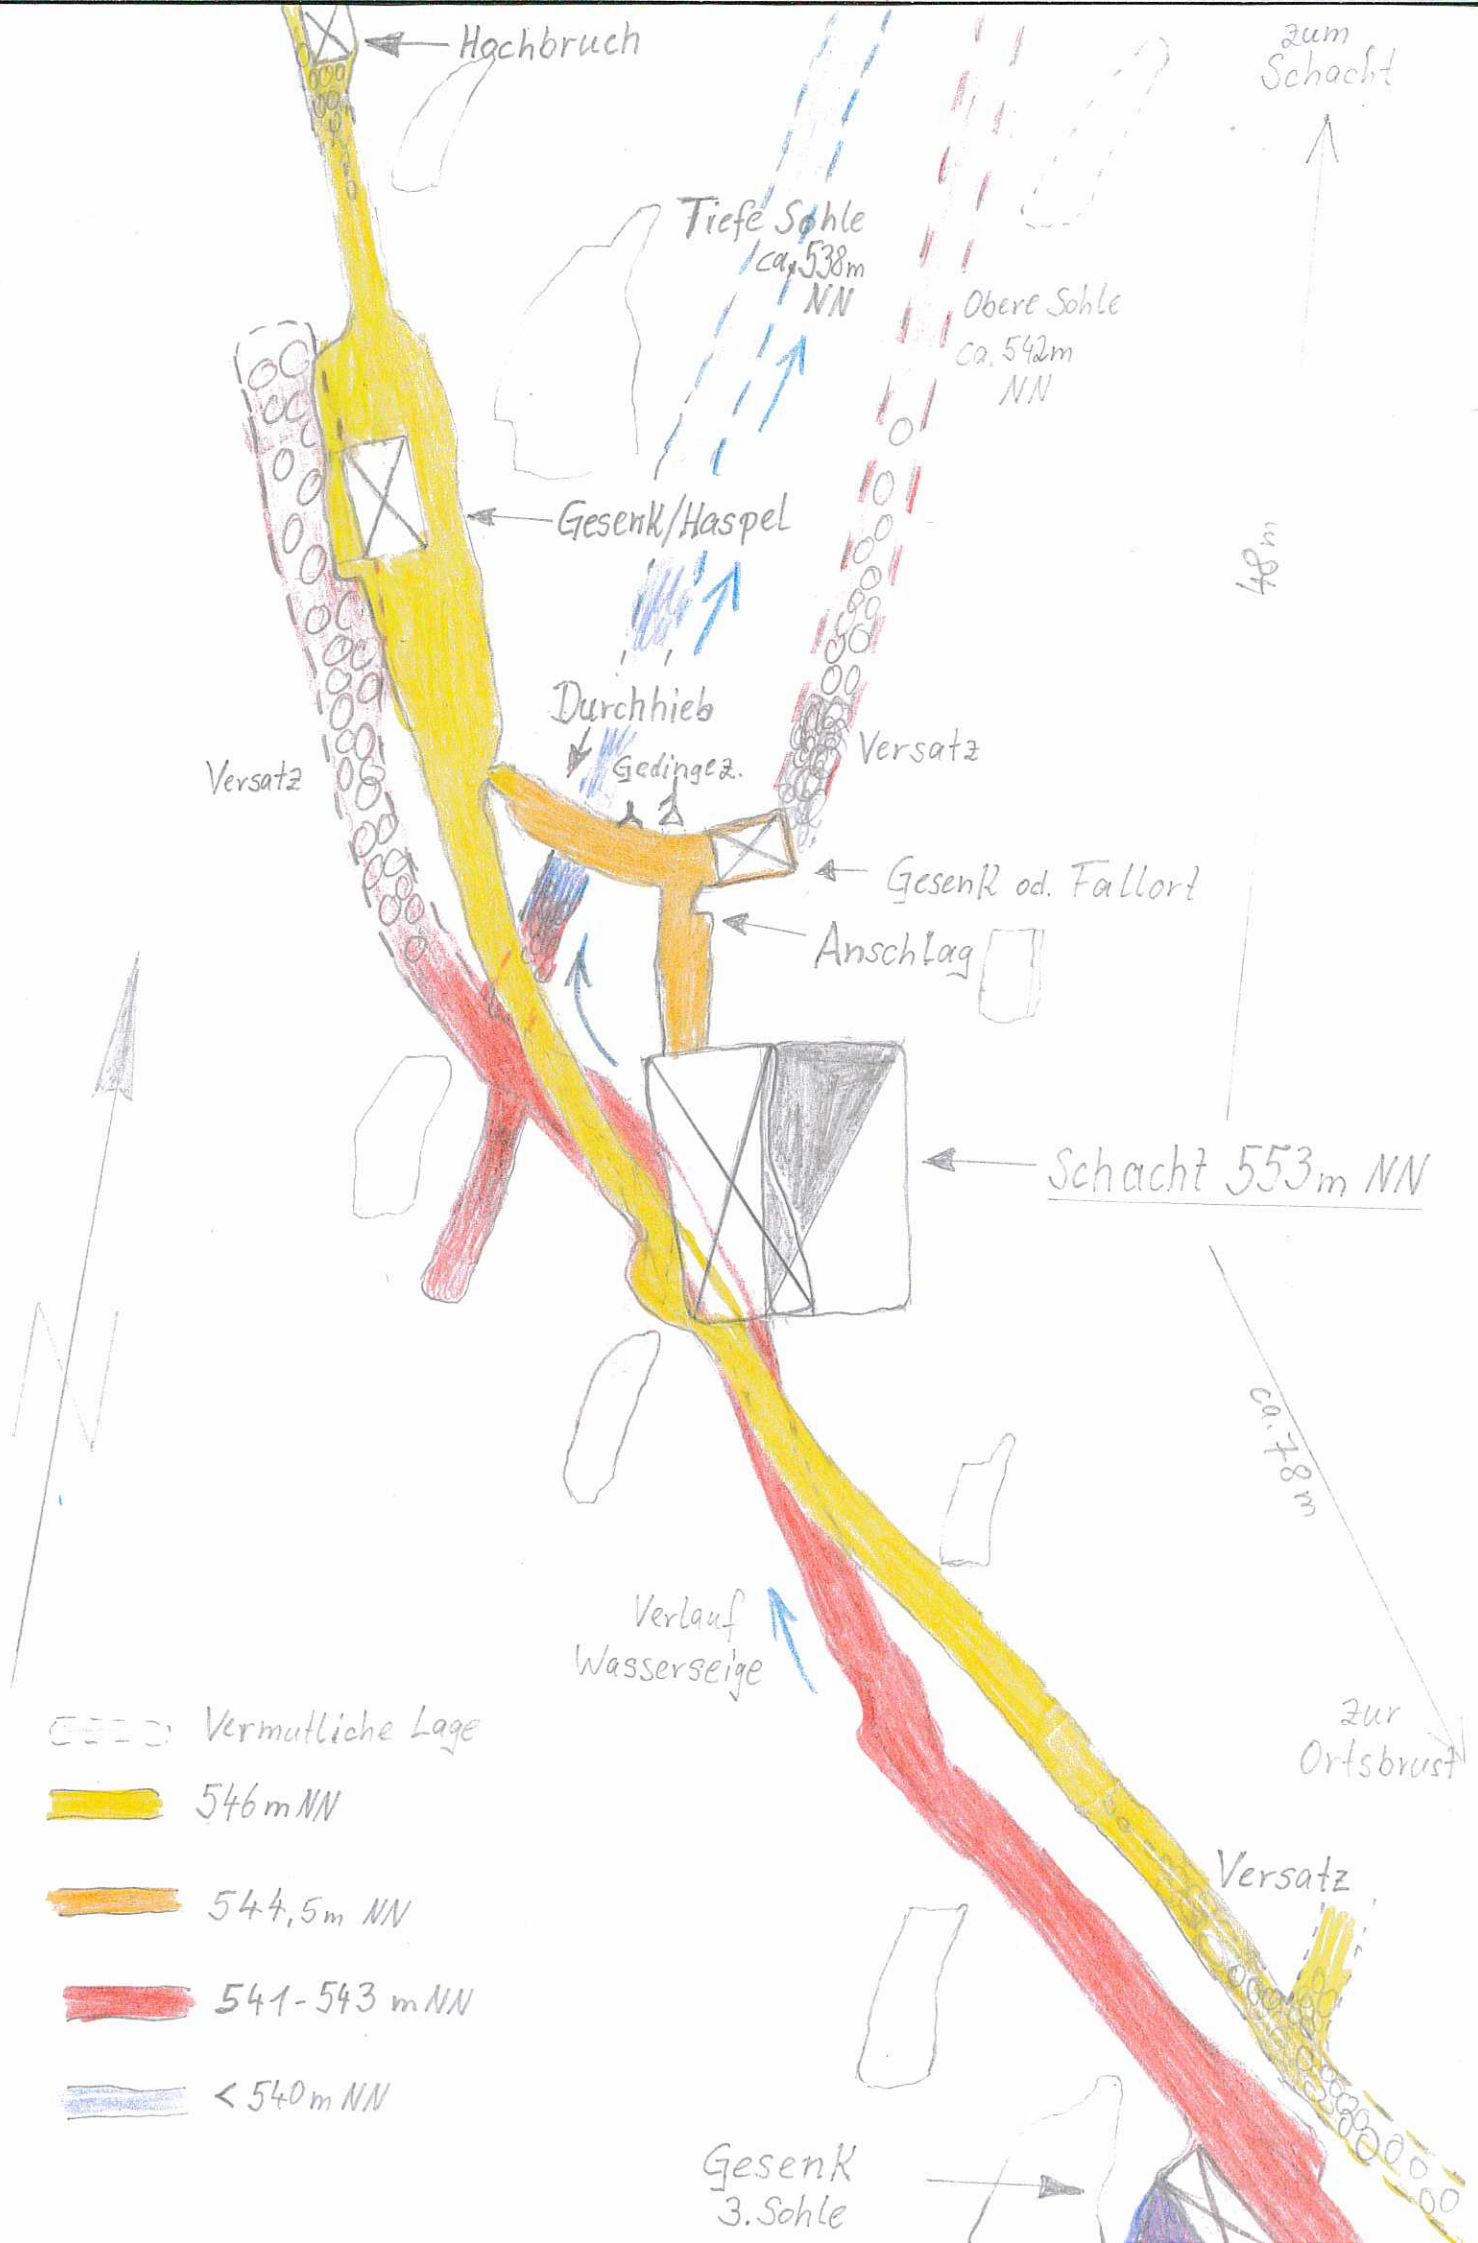 Hochbruch
zum
Schacht
Tiefe Sohle
ca. 538m
NN
Obere Sohle
ca. 542m
NN
Gesenk/Haspel
48m
Durchhieb
Gedingez.
Versatz
Versatz
Gesenk od. Fallort
Anschlag
Schacht 553m NN
N
ca. 78m
Verlauf
Wasserseige
zur
Ortsbrust
Vermutliche Lage
546m NN
544,5m NN
541-543 m NN
< 540m NN
Versatz
Gesenk
3. Sohle